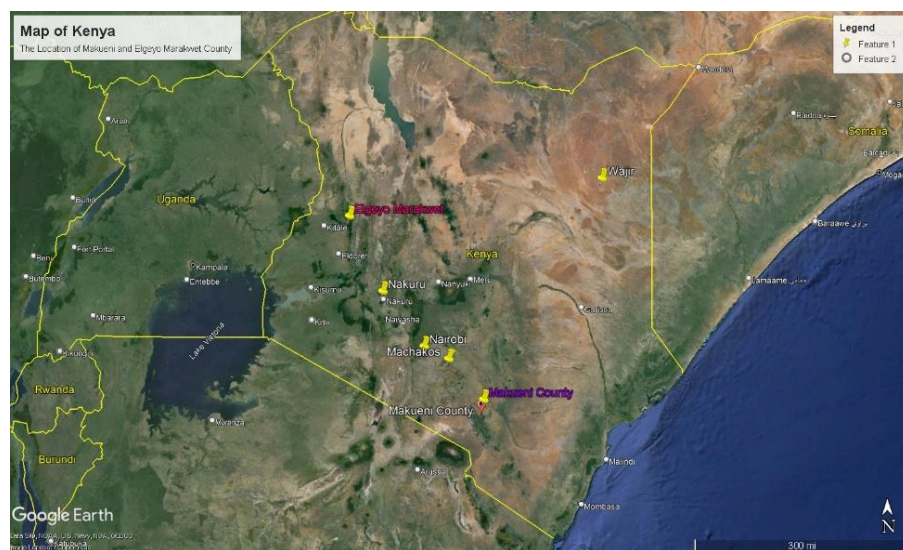 Map of Kenya
The Location of Makueni and Elgeyo Marakwet County
Legend
Feature 1
Feature 2
Mandera
Somalia
Arua
Wajir
Baraawe
Bunia
Uganda
Elgeyo Marakwet
Kitale
Fort Portal
Beni
Eldoret
Kenya
Kampala
Butembo
Entebbe
Kisumu
Nakuru
Nanyuki
Meru
Lamaame
Nakuru
Garissa
Mbarara
Kisii
Naivasha
Lake Victoria
Nairobi
Machakos
Rwanda
Makueni County
Makueni County
Mwanza
Burundi
Arusha
Malindi
Mombasa
Google Earth
N
300 mi